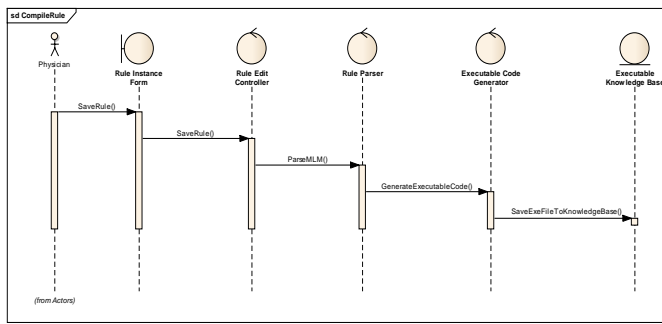 sd CompileRule
Physician
Rule Instance
Form
Rule Edit
Controller
Rule Parser
Executable Code
Generator
Executable
Knowledge Base
SaveRule()
SaveRule()
ParseMLM()
GenerateExecutableCode()
SaveExeFileToKnowledgeBase()
(from Actors)